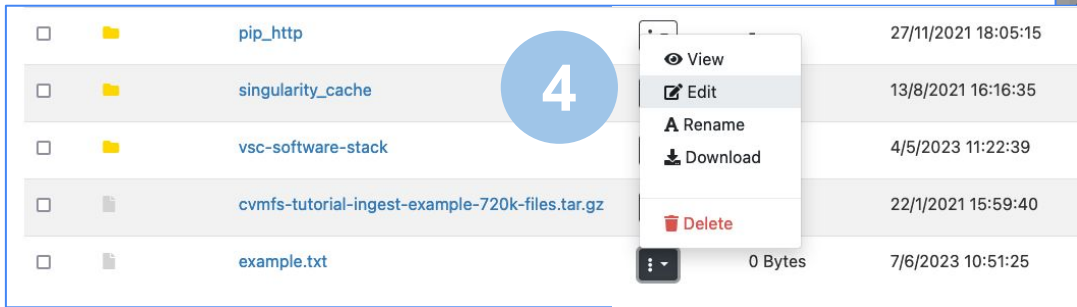 pip_http - 27/11/2021 18:05:15
View
singularity_cache 4 Edit 13/8/2021 16:16:35
Rename
vsc-software-stack Download 4/5/2023 11:22:39
cvmfs-tutorial-ingest-example-720k-files.tar.gz 22/1/2021 15:59:40
Delete
example.txt 0 Bytes 7/6/2023 10:51:25